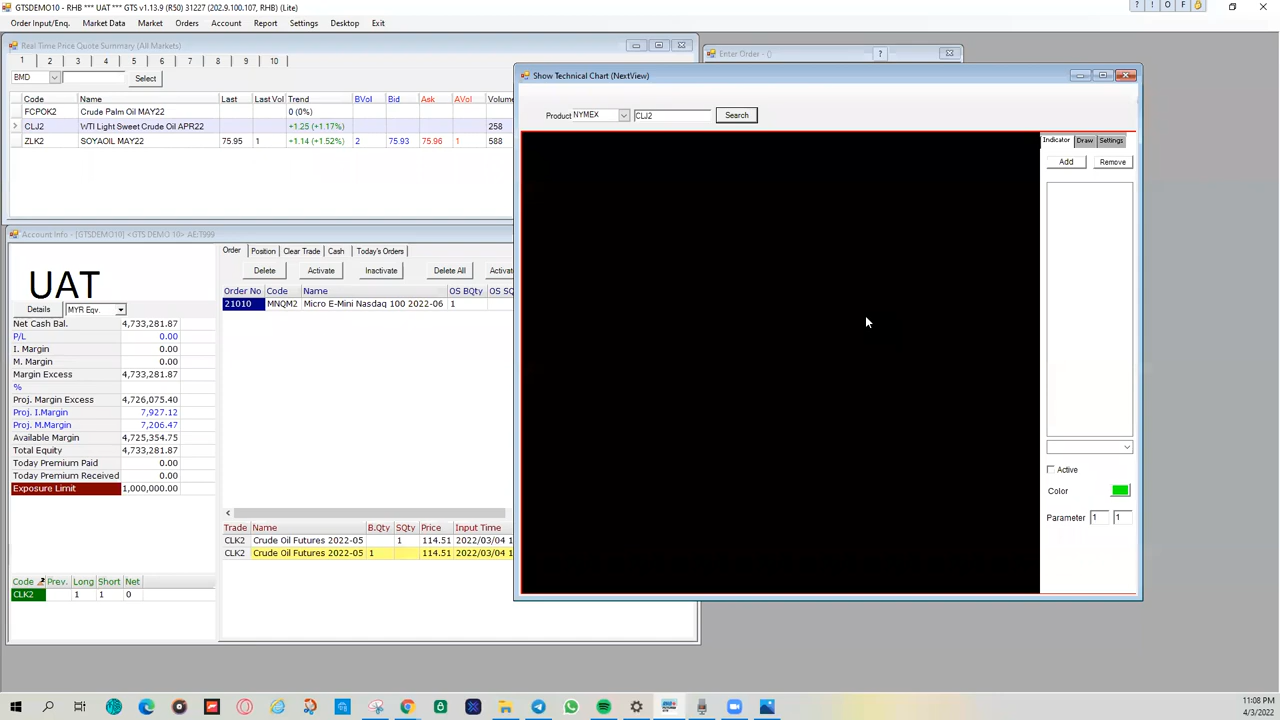 GTSDEMO10 - RHB *** UAT *** GTS v1.13.9 (R50) 31227 (202.9.100.107, RHB) (Lite)
Order Input/Enq. Market Data Market Orders Account Report Settings Desktop Exit
Real Time Price Quote Summary (All Markets)
1 2 3 4 5 6 7 8 9 10
BMD Select
Code Name Last Last Vol Trend BVol Bid Ask AVol Volume
FCPOK2 Crude Palm Oil MAY22 0 (0%)
CLJ2 WTI Light Sweet Crude Oil APR22 +1.25 (+1.17%) 258
ZLK2 SOYAOIL MAY22 75.95 1 +1.14 (+1.52%) 2 75.93 75.96 1 588
Enter Order - ()
Show Technical Chart (NextView)
Product NYMEX CLJ2 Search
Indicator Draw Settings
Add Remove
Active
Color
Parameter 1 1
Account Info - [GTSDEMO10] <GTS DEMO 10> AE:T999
UAT
Details MYR Eqv.
Net Cash Bal. 4,733,281.87
P/L 0.00
I. Margin 0.00
M. Margin 0.00
Margin Excess 4,733,281.87
%
Proj. Margin Excess 4,726,075.40
Proj. I.Margin 7,927.12
Proj. M.Margin 7,206.47
Available Margin 4,725,354.75
Total Equity 4,733,281.87
Today Premium Paid 0.00
Today Premium Received 0.00
Exposure Limit 1,000,000.00
Code Prev. Long Short Net
CLK2 1 1 0
Order Position Clear Trade Cash Today's Orders
Delete Activate Inactivate Delete All Activat
Order No Code Name OS BQty OS SQ
21010 MNQM2 Micro E-Mini Nasdaq 100 2022-06 1
Trade Name B.Qty SQty Price Input Time
CLK2 Crude Oil Futures 2022-05 1 114.51 2022/03/04 1
CLK2 Crude Oil Futures 2022-05 1 114.51 2022/03/04 1
11:08 PM
4/3/2022